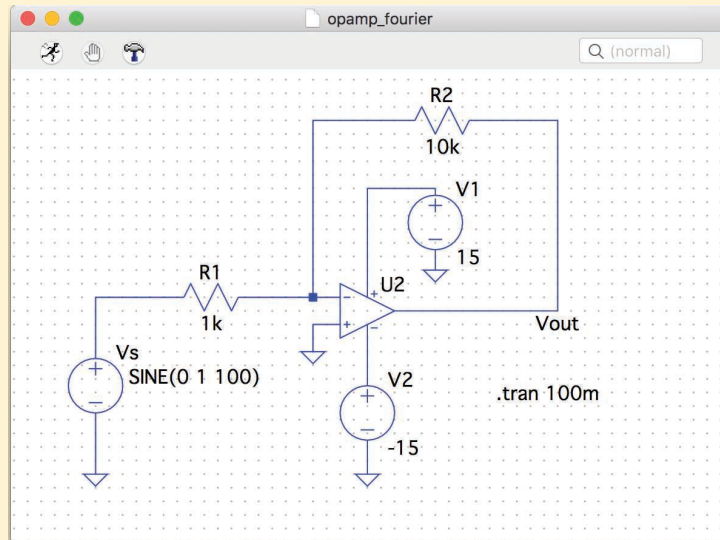 opamp_fourier
(normal)
R2
10k
V1
+
−
15
R1
1k
U2
−
+
+
−
Vout
Vs
SINE(0 1 100)
+
−
V2
+
−
-15
.tran 100m